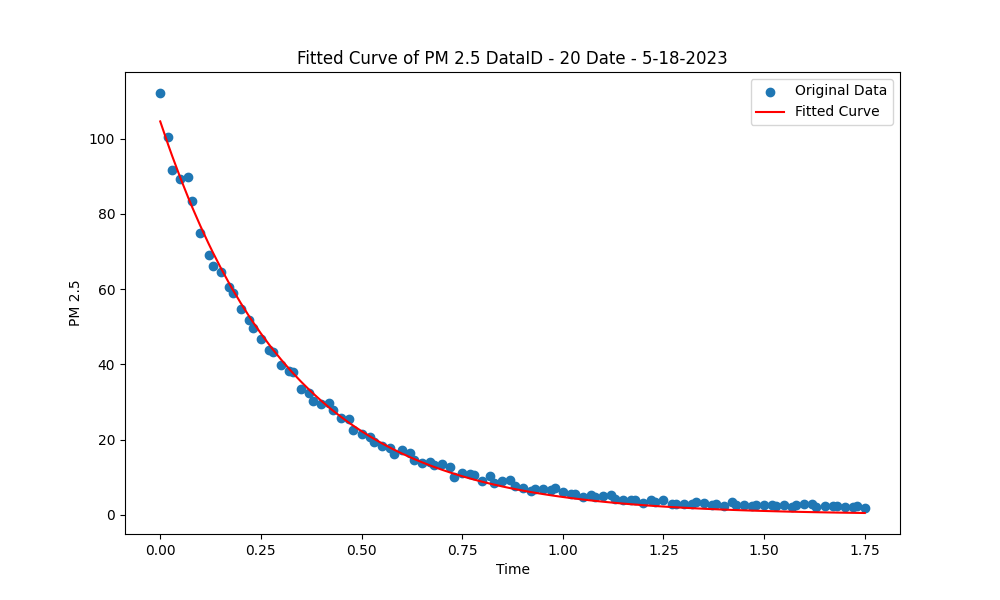 Fitted Curve of PM 2.5 DataID - 20 Date - 5-18-2023
Original Data
Fitted Curve
100
80
60
40
20
0
PM 2.5
0.00 0.25 0.50 0.75 1.00 1.25 1.50 1.75
Time